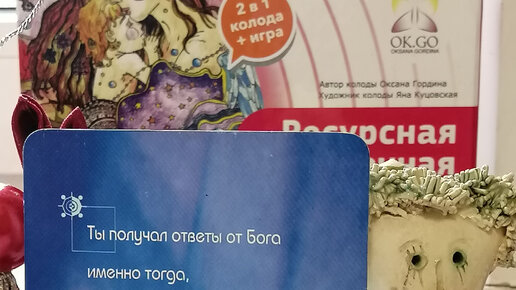 2 в 1
колода
+ игра
OK.GO
OKSANA GORDINA
Автор колоды Оксана Гордина
Художник колоды Яна Куцовская
Ресурсная
Ты получал ответы от Бога
именно тогда,